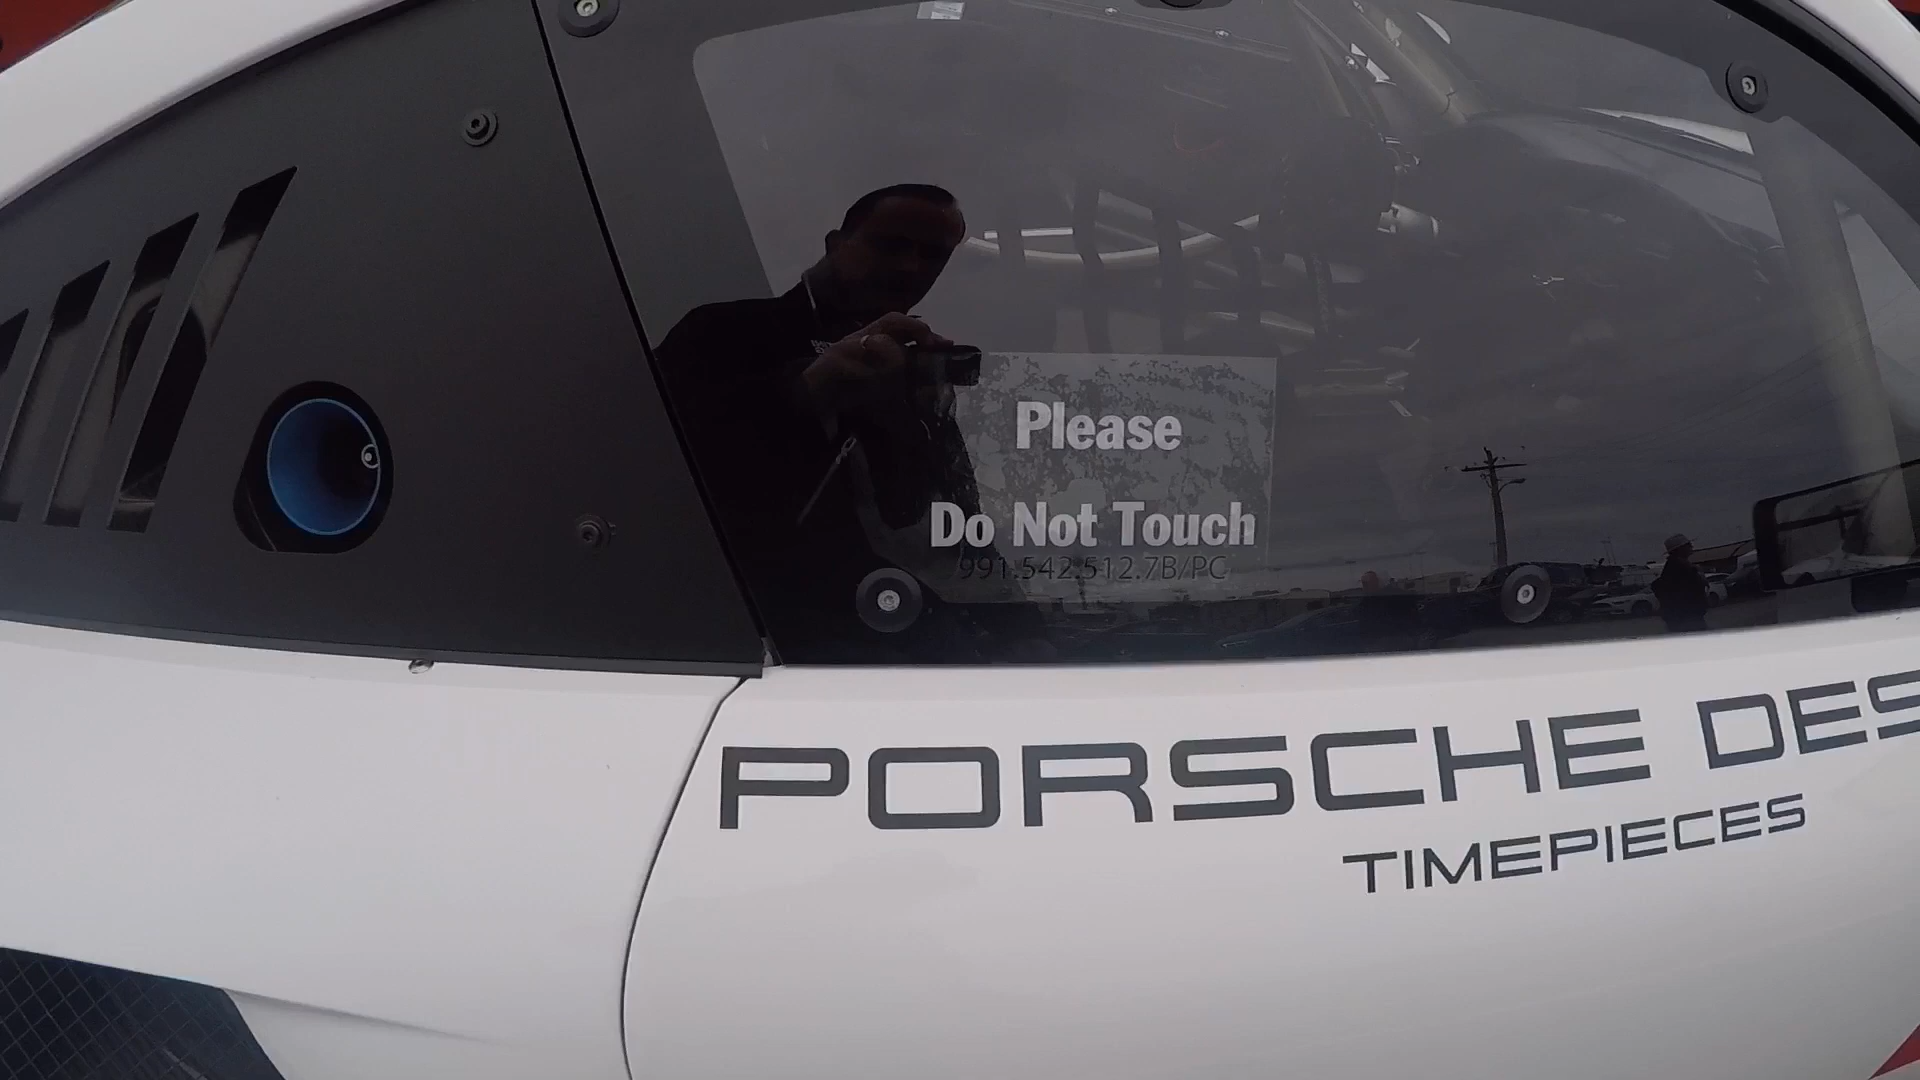 Please
Do Not Touch
991.542.512.7B/PC
PORSCHE DES
TIMEPIECES